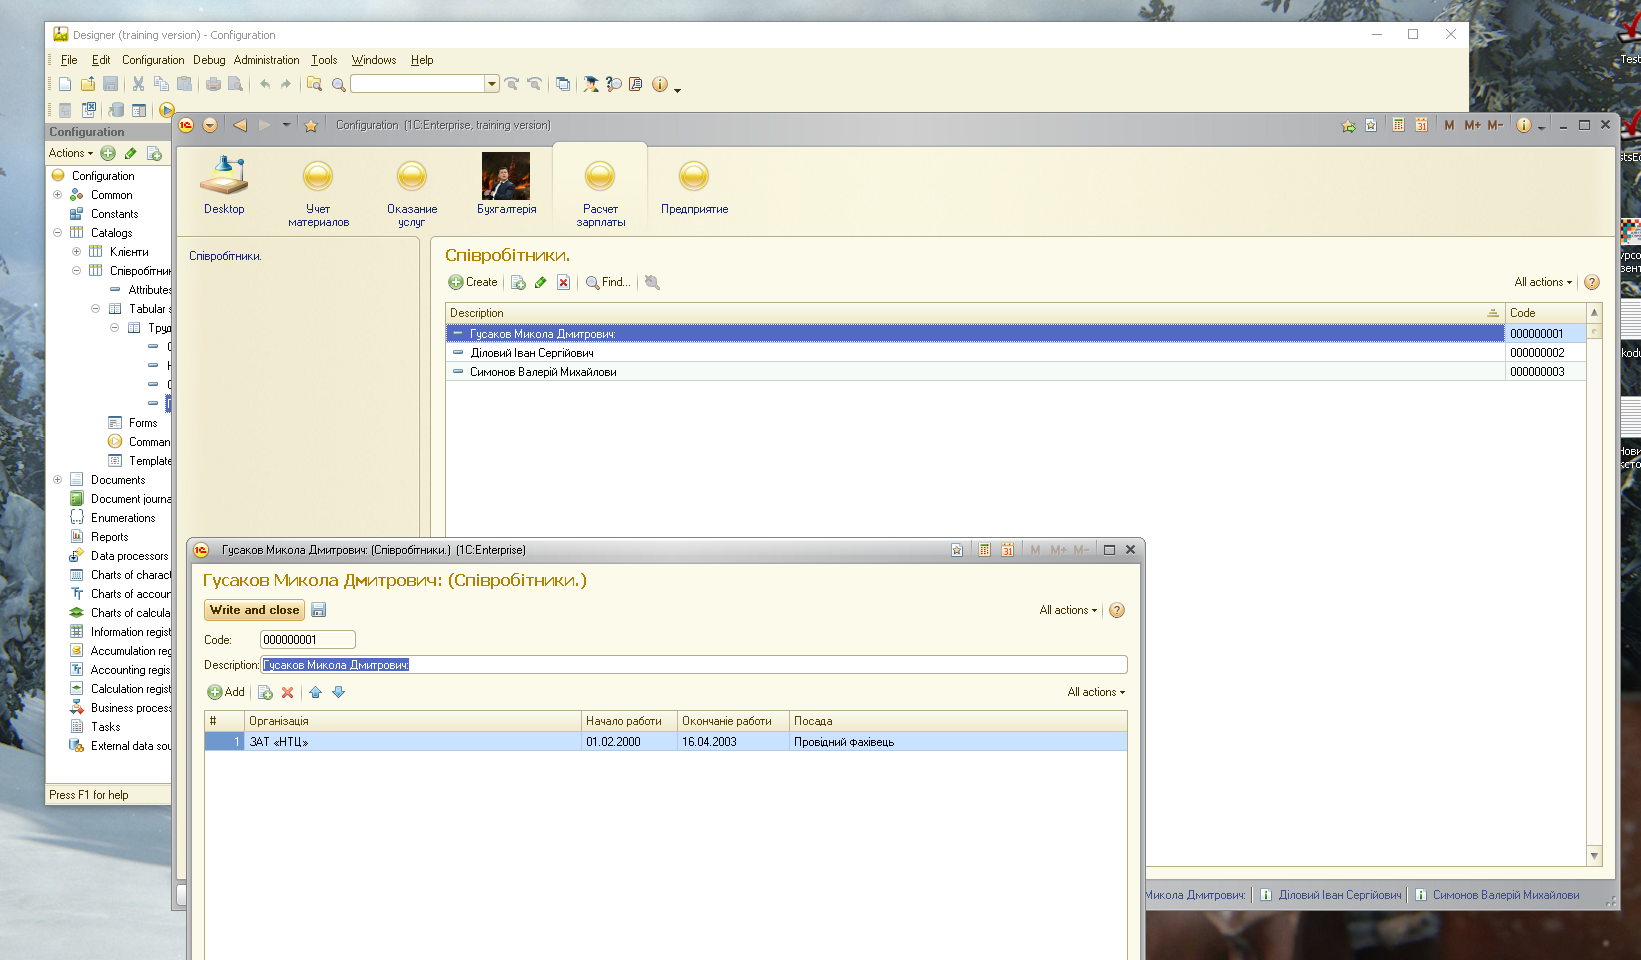 Designer (training version) - Configuration
File Edit Configuration Debug Administration Tools Windows Help
Configuration
Actions
Configuration
Common
Constants
Catalogs
Клієнти
Співробітник
Attributes
Tabular s
Труд
Forms
Comman
Template
Documents
Document journa
Enumerations
Reports
Data processors
Charts of charact
Charts of accoun
Charts of calcula
Information regist
Accumulation reg
Accounting regis
Calculation regist
Business process
Tasks
External data sou
Press F1 for help
Configuration (1C:Enterprise, training version)
M M+ M-
Desktop
Учет материалов
Оказание услуг
Бухгалтерія
Расчет зарплаты
Предприятие
Співробітники.
Співробітники.
Create Find... All actions
Description Code
Гусаков Микола Дмитрович: 000000001
Діловий Іван Сергійович 000000002
Симонов Валерій Михайлови 000000003
Гусаков Микола Дмитрович: (Співробітники.) (1C:Enterprise)
M M+ M-
Гусаков Микола Дмитрович: (Співробітники.)
Write and close All actions
Code: 000000001
Description: Гусаков Микола Дмитрович:
Add All actions
# Організація Начало работи Окончаніе работи Посада
1 ЗАТ «НТЦ» 01.02.2000 16.04.2003 Провідний фахівець
Микола Дмитрович: Діловий Іван Сергійович Симонов Валерій Михайлови
Test